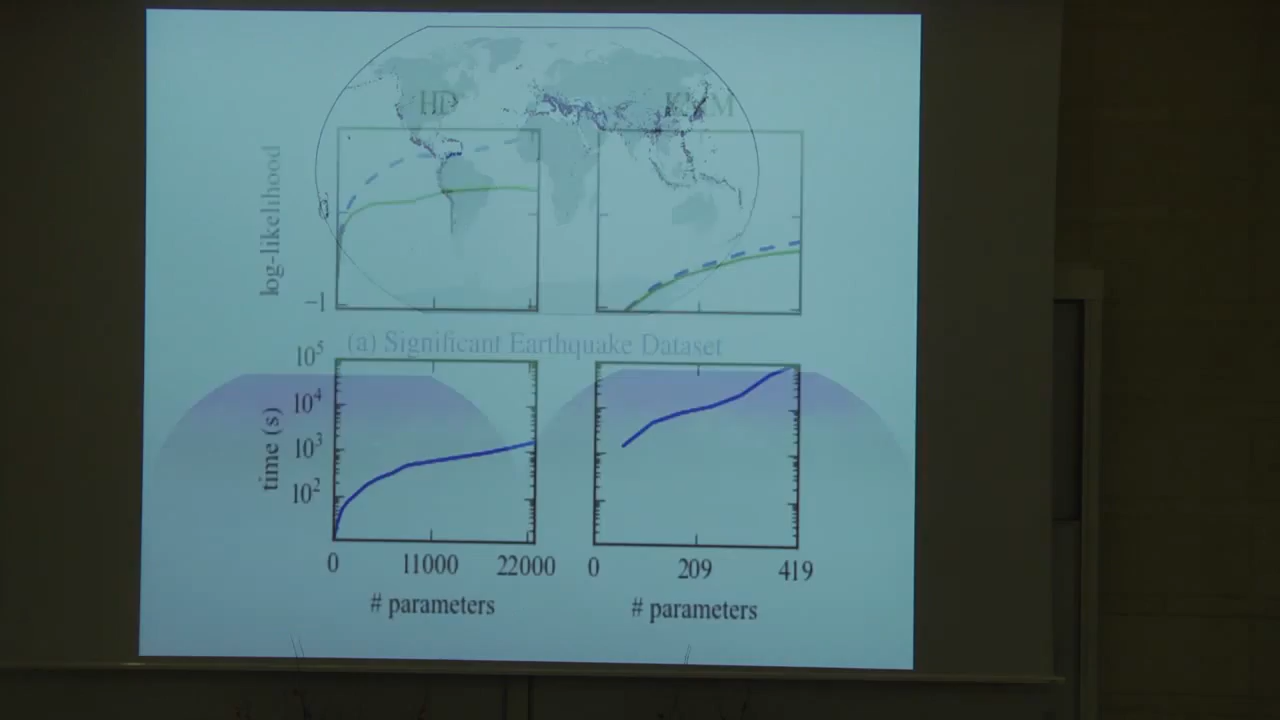 HD
log-likelihood
−1
(a) Significant Earthquake Dataset
10⁵
10⁴
10³
10²
time (s)
0 11000 22000
0 209 419
# parameters
# parameters